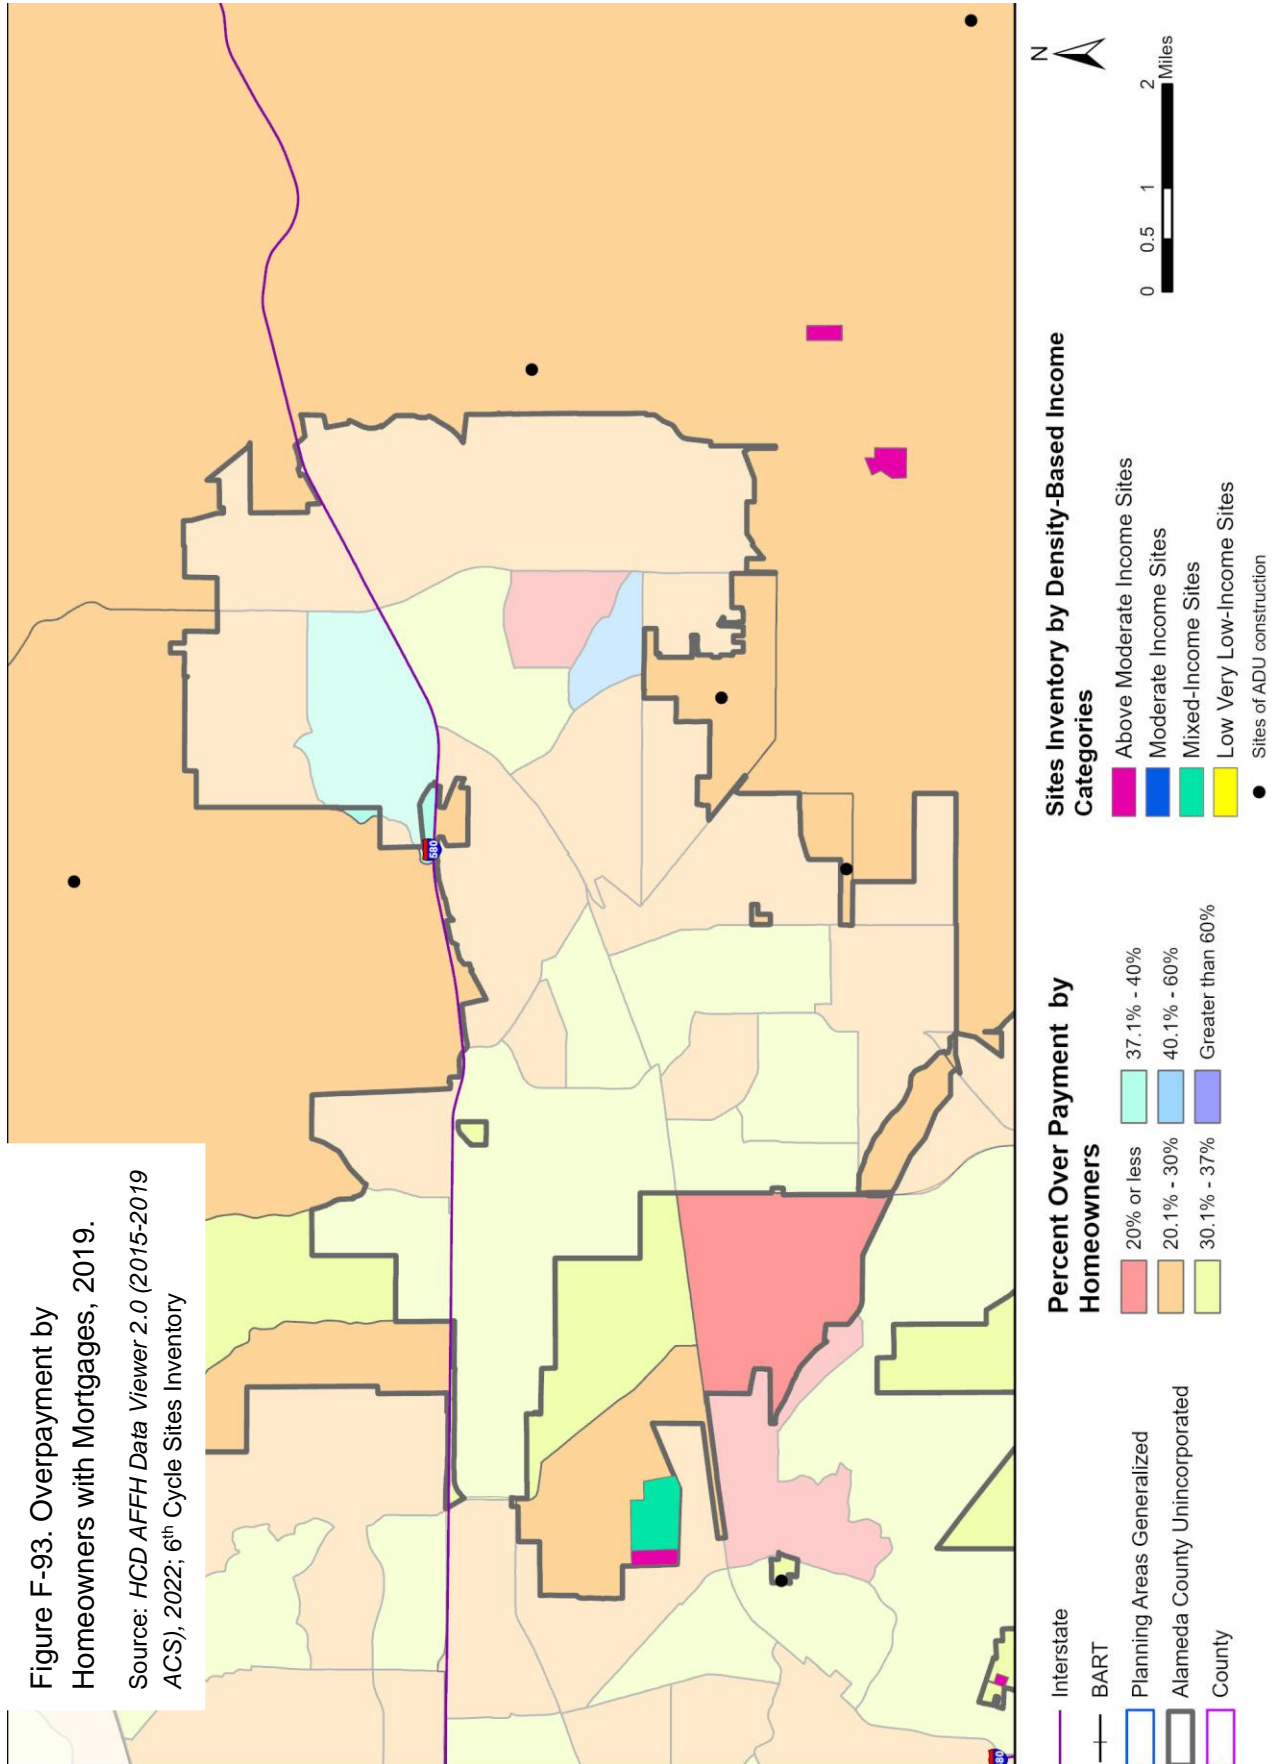 Figure F-93. Overpayment by
Homeowners with Mortgages, 2019.
Source: HCD AFFH Data Viewer 2.0 (2015-2019
ACS), 2022; 6th Cycle Sites Inventory
580
Interstate
BART
Planning Areas Generalized
Alameda County Unincorporated
County
Percent Over Payment by
Homeowners
20% or less
20.1% - 30%
30.1% - 37%
37.1% - 40%
40.1% - 60%
Greater than 60%
Sites Inventory by Density-Based Income
Categories
Above Moderate Income Sites
Moderate Income Sites
Mixed-Income Sites
Low Very Low-Income Sites
Sites of ADU construction
N
0 0.5 1 2
Miles